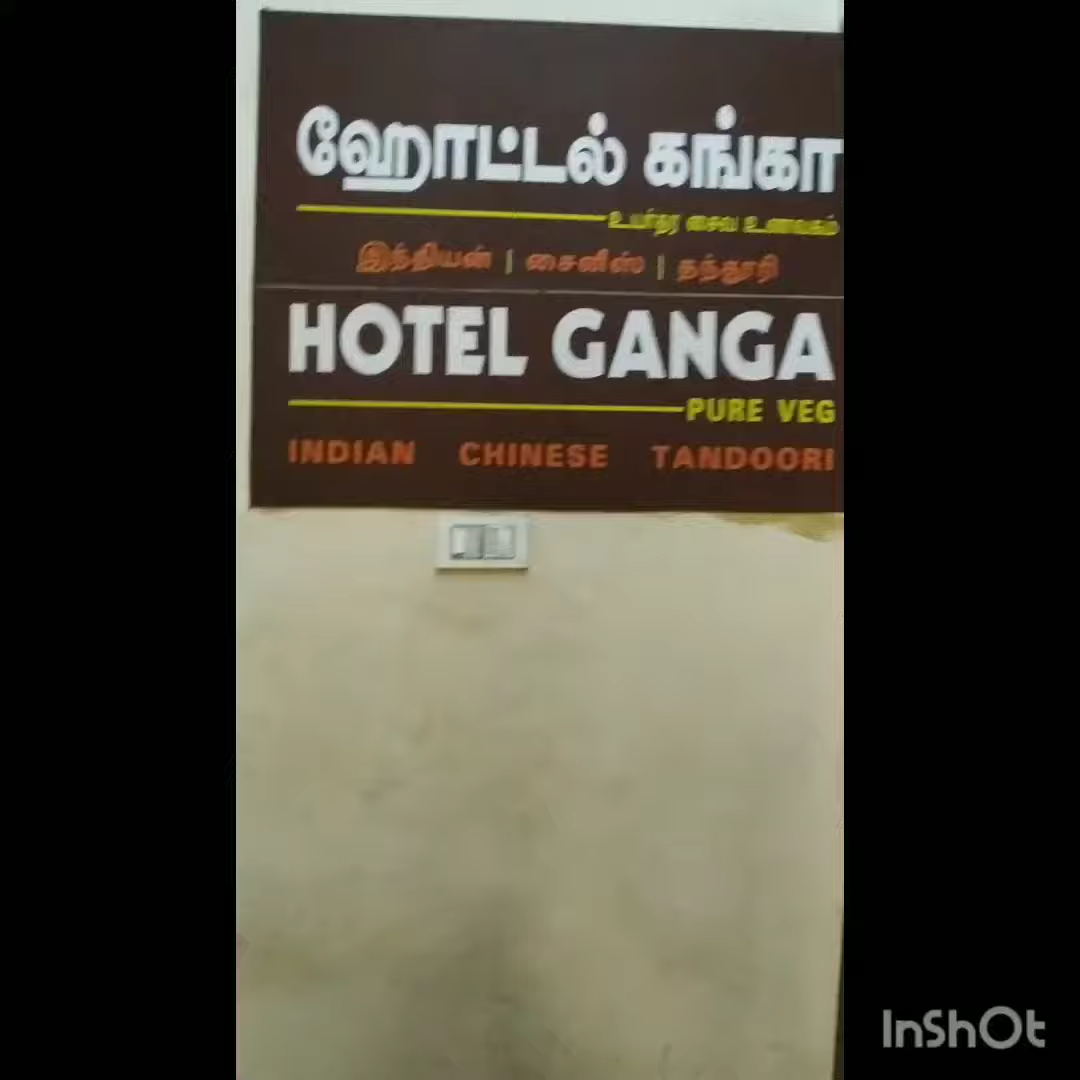 ஹோட்டல் கங்கா
உயர்தர சைவ உணவகம்
இந்தியன் | சைனீஸ் | தந்தூரி
HOTEL GANGA
PURE VEG
INDIAN CHINESE TANDOORI
InShOt